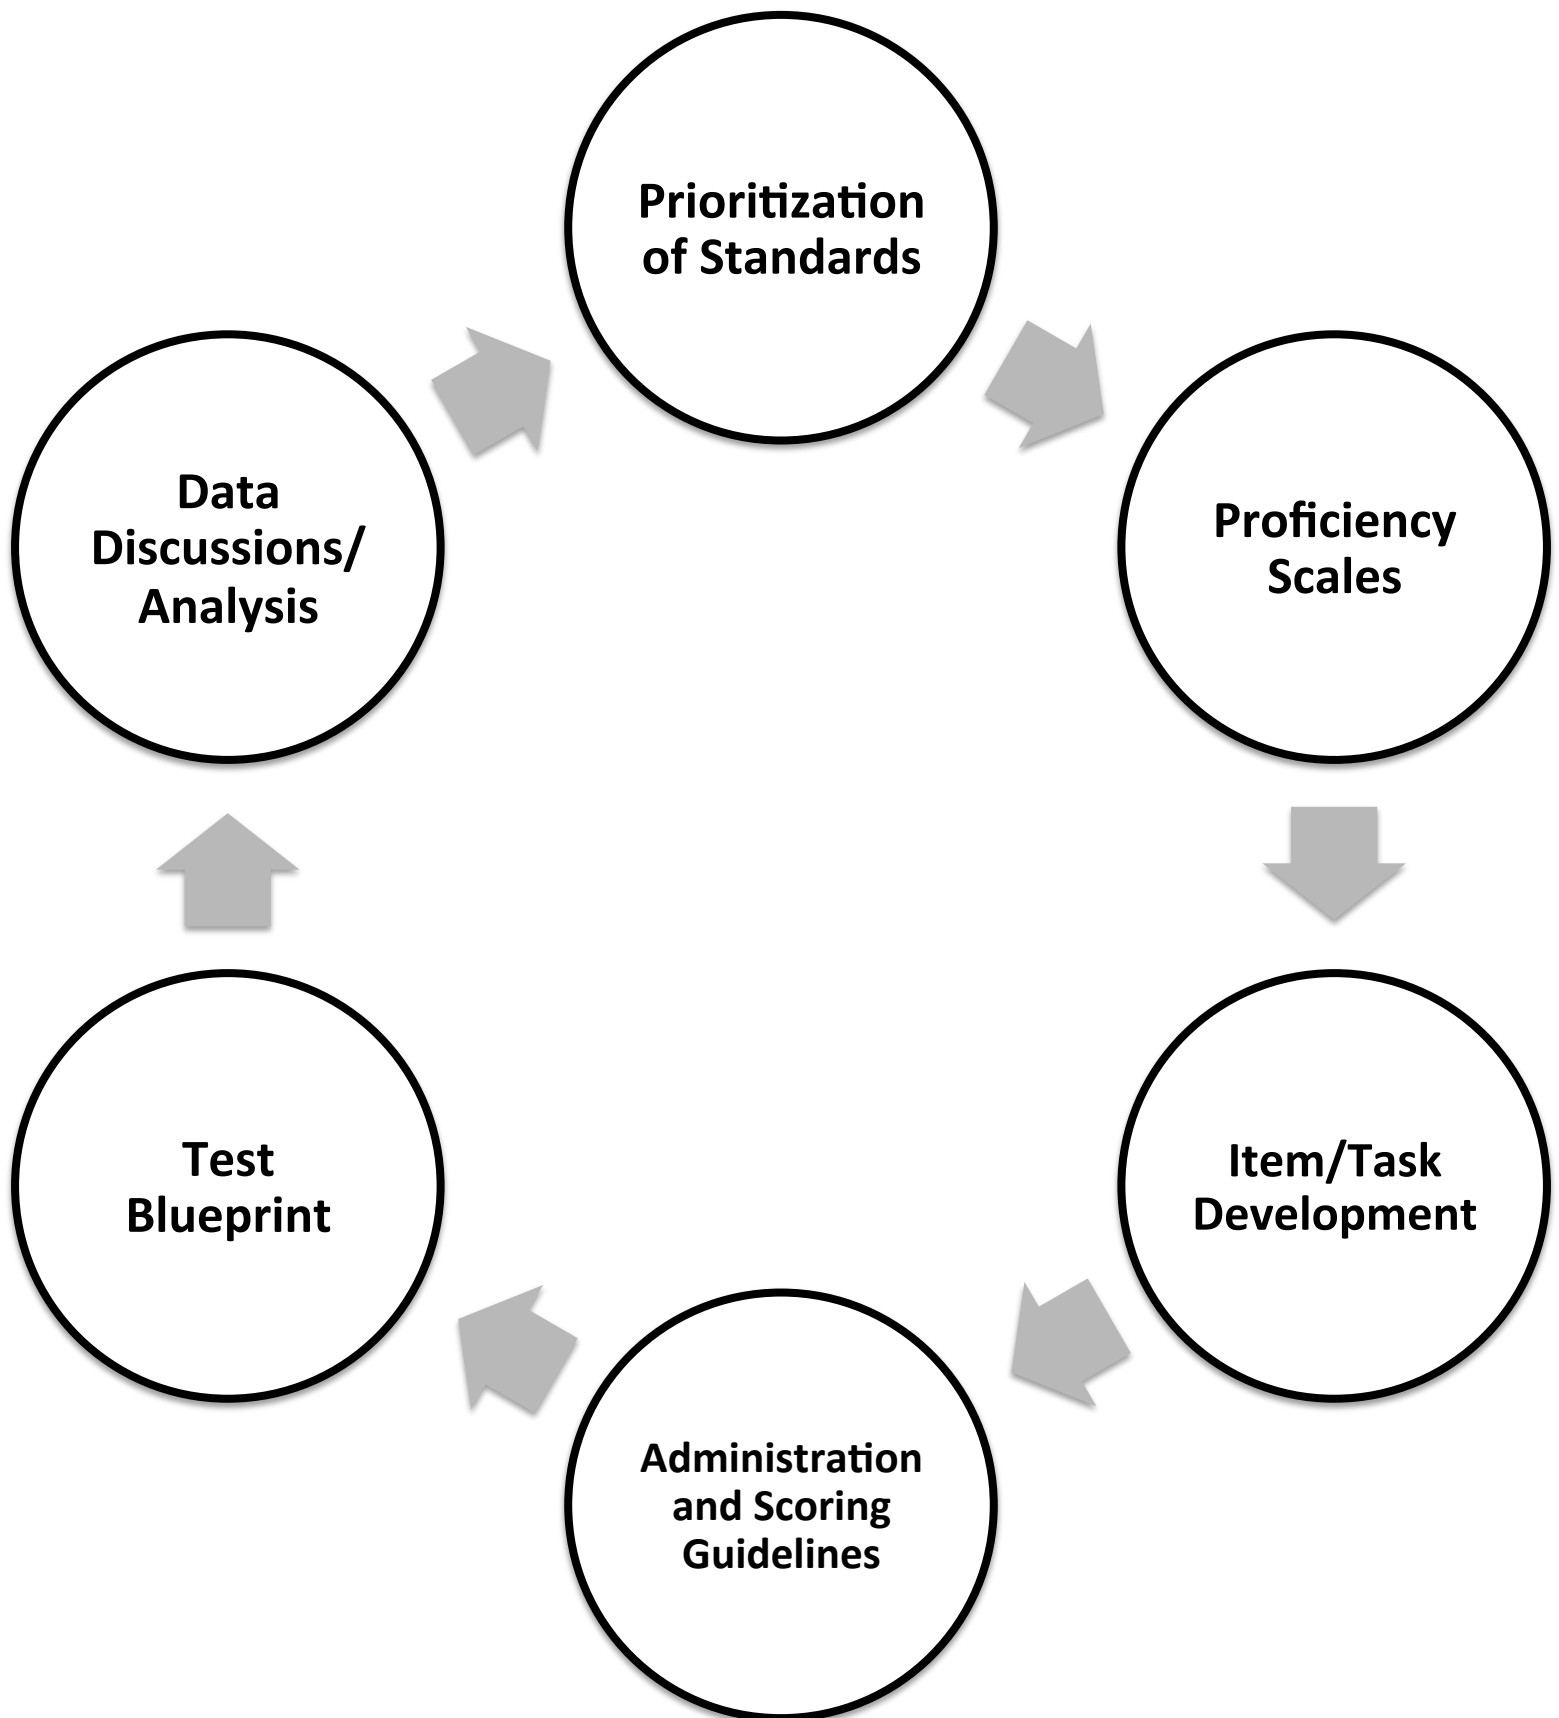 Prioritization
of Standards
Proficiency
Scales
Item/Task
Development
Administration
and Scoring
Guidelines
Test
Blueprint
Data
Discussions/
Analysis